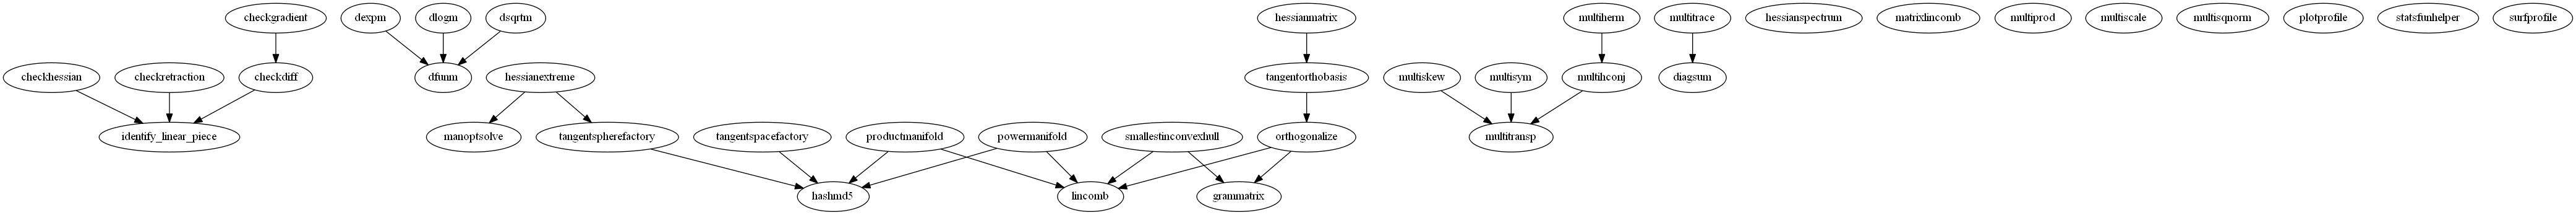 checkgradient
dexpm
dlogm
dsqrtm
hessianmatrix
multiherm
multitrace
hessianspectrum
matrixlincomb
multiprod
multiscale
multisqnorm
plotprofile
statsfunhelper
surfprofile
checkhessian
checkretraction
checkdiff
dfunm
hessianextreme
tangentorthobasis
multiskew
multisym
multihconj
diagsum
identify_linear_piece
manoptsolve
tangentspherefactory
tangentspacefactory
productmanifold
powermanifold
smallestinconvexhull
orthogonalize
multitransp
hashmd5
lincomb
grammatrix